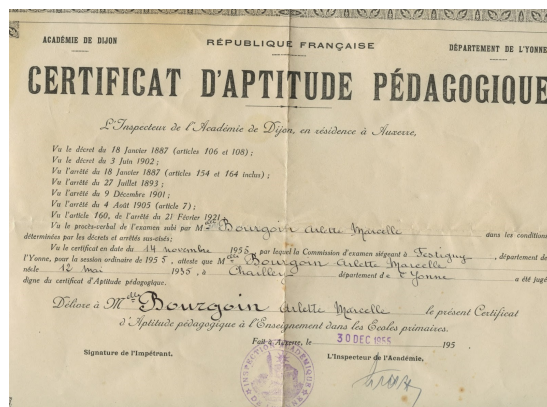 ACADÉMIE DE DIJON
RÉPUBLIQUE FRANÇAISE
DÉPARTEMENT DE L'YONNE
CERTIFICAT D'APTITUDE PÉDAGOGIQUE
L'Inspecteur de l'Académie de Dijon, en résidence à Auxerre,
Vu le décret du 18 Janvier 1887 (articles 106 et 108) ;
Vu le décret du 3 Juin 1902 ;
Vu l'arrêté du 18 Janvier 1887 (articles 154 et 164 inclus) ;
Vu l'arrêté du 27 Juillet 1893 ;
Vu l'arrêté du 9 Décembre 1901 ;
Vu l'arrêté du 4 Août 1905 (article 7) ;
Vu l'article 160, de l'arrêté du 21 Février 1921 ;
Vu le procès-verbal de l'examen subi par Melle Bourgoin Arlette Marcelle dans les conditions
déterminées par les décrets et arrêtés sus-visés ;
Vu le certificat en date du 14 novembre 1955 par lequel la Commission d'examen siégeant à Festigny, département de
l'Yonne, pour la session ordinaire de 1955, atteste que Melle Bourgoin Arlette Marcelle
née le 12 mai 1935, à département de l'Yonne a été jugé
digne du certificat d'Aptitude pédagogique.
Délivre à Melle Bourgoin Arlette Marcelle le présent Certificat
d'Aptitude pédagogique à l'Enseignement dans les Ecoles primaires.
Fait à Auxerre, le 30 DEC 1955 195
Signature de l'Impétrant.
L'Inspecteur de l'Académie.
INSPECTION ACADÉMIQUE